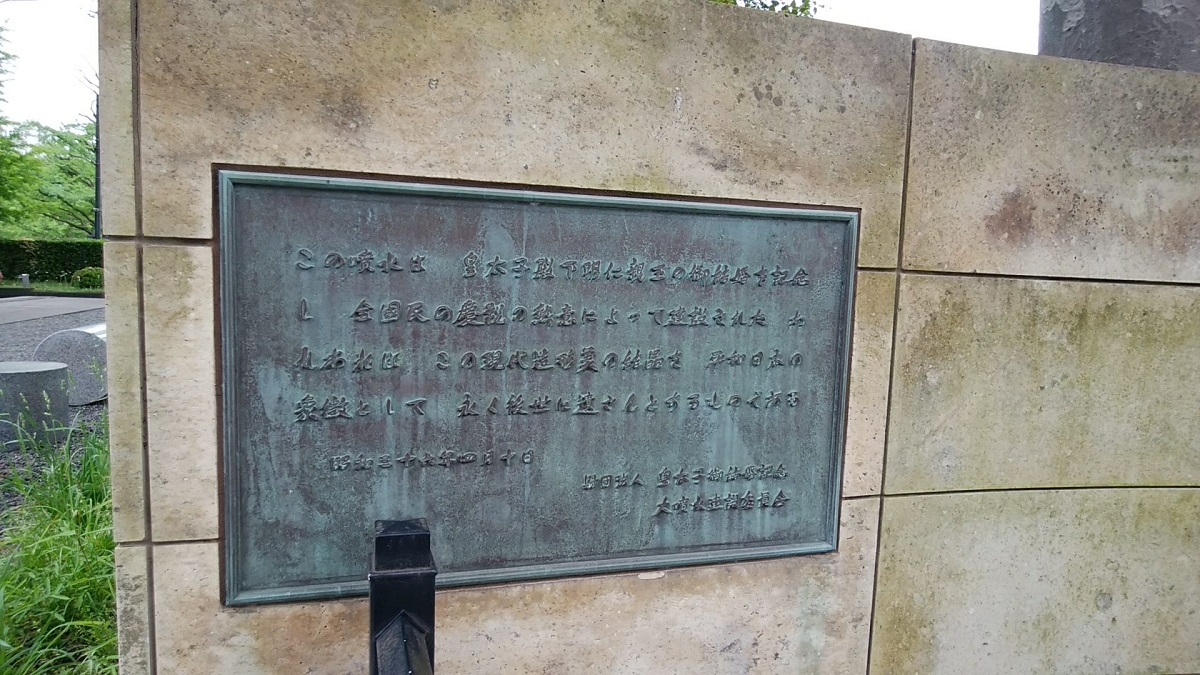 この噴水は　皇太子殿下明仁親王の御結婚を記念
し　全国民の慶祝の熱意によって建設された　わ
れわれは　この現代造形美の結晶を　平和日本の
象徴として　永く後世に遺さんとするものである
昭和三十六年四月十日
財団法人　皇太子御結婚記念
大噴水建設委員会